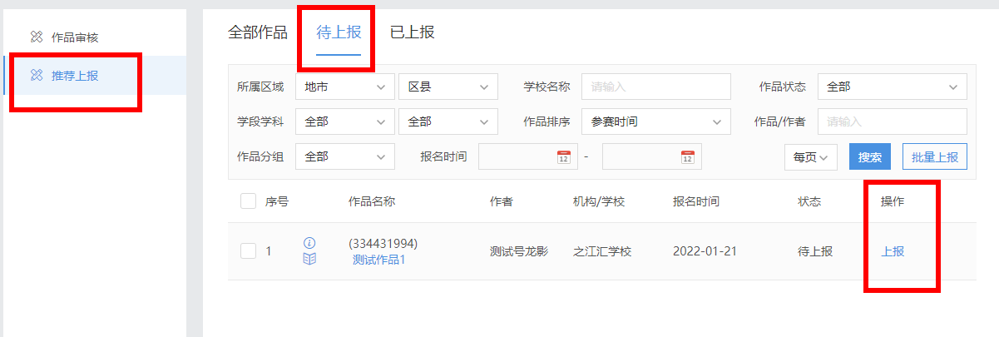 作品审核
推荐上报
全部作品 待上报 已上报
所属区域 地市 区县 学校名称 请输入 作品状态 全部
学段学科 全部 全部 作品排序 参赛时间 作品/作者 请输入
作品分组 全部 报名时间 12 - 12 每页 搜索 批量上报
序号 作品名称 作者 机构/学校 报名时间 状态 操作
1 (334431994) 测试号龙影 之江汇学校 2022-01-21 待上报 上报
测试作品1